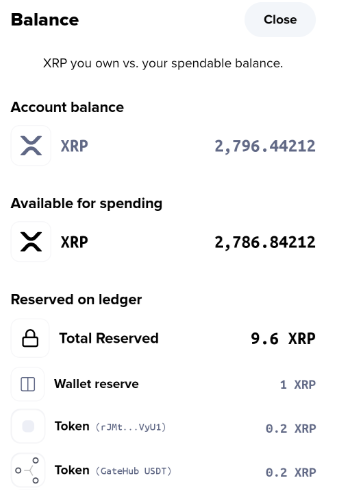 Balance Close
XRP you own vs. your spendable balance.
Account balance
XRP 2,796.44212
Available for spending
XRP 2,786.84212
Reserved on ledger
Total Reserved 9.6 XRP
Wallet reserve 1 XRP
Token (rJMt...VyU1) 0.2 XRP
Token (GateHub USDT) 0.2 XRP